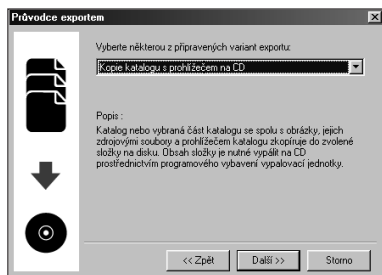 Průvodce exportem
Vyberte některou z připravených variant exportu:
Kopie katalogu s prohlížečem na CD
Popis :
Katalog nebo vybraná část katalogu se spolu s obrázky, jejich
zdrojovými soubory a prohlížečem katalogu zkopíruje do zvolené
složky na disku. Obsah složky je nutné vypálit na CD
prostřednictvím programového vybavení vypalovací jednotky.
<< Zpět
Další >>
Storno